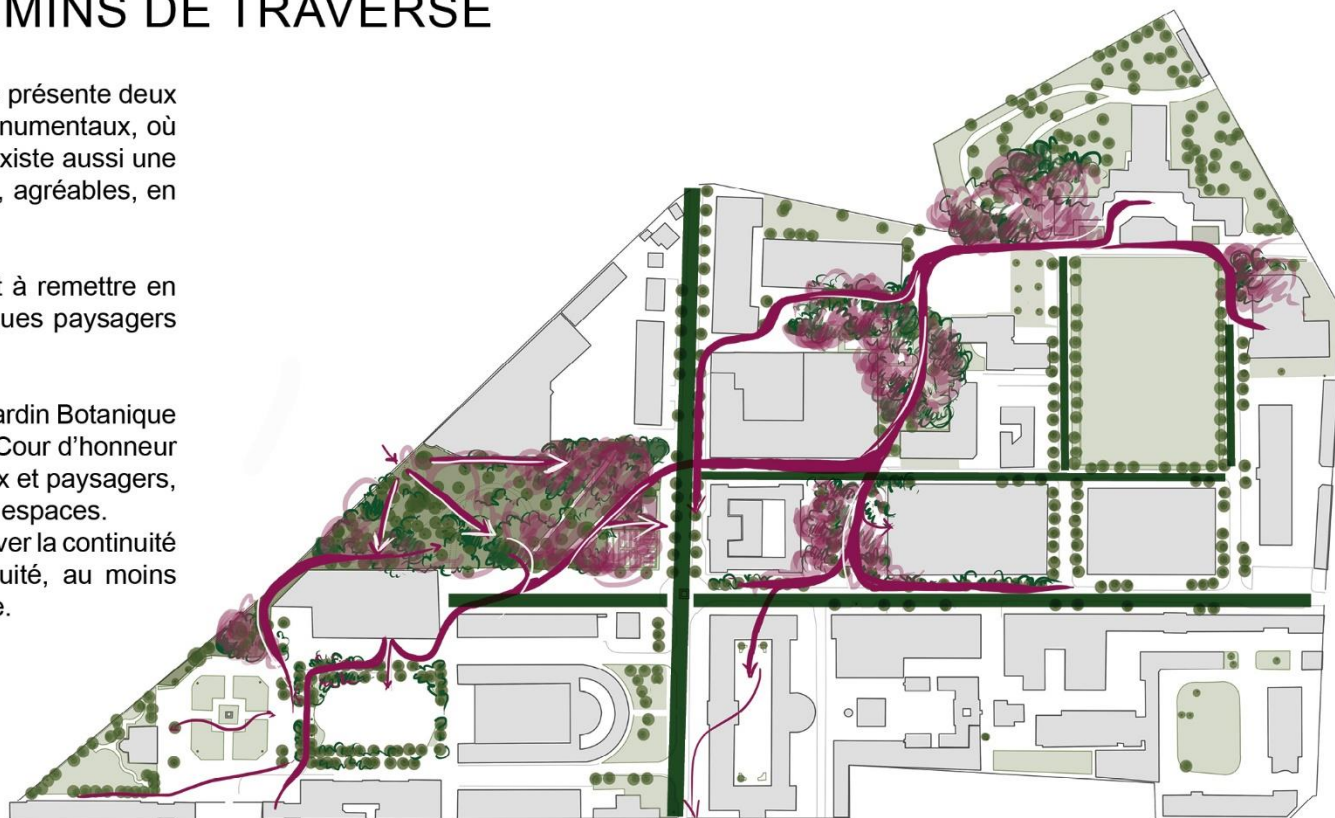 MINS DE TRAVERSE
présente deux
numentaux, où
xiste aussi une
, agréables, en
t à remettre en
ues paysagers
ardin Botanique
Cour d’honneur
x et paysagers,
espaces.
ver la continuité
uité, au moins
e.